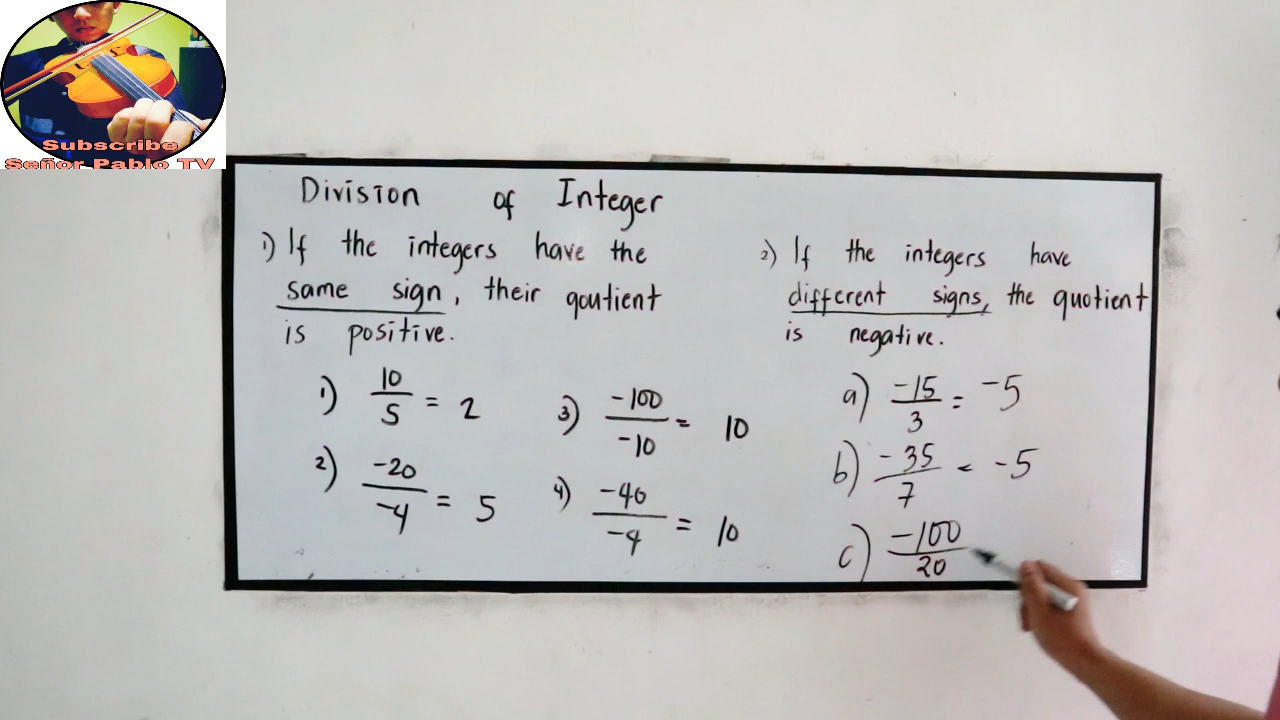 Subscribe
Señor Pablo TV
Division of Integer
1) If the integers have the
same sign, their qoutient
is positive.
1) 10/5 = 2
2) -20/-4 = 5
3) -100/-10 = 10
4) -40/-4 = 10
2) If the integers have
different signs, the quotient
is negative.
a) -15/3 = -5
b) -35/7 = -5
c) -100/20